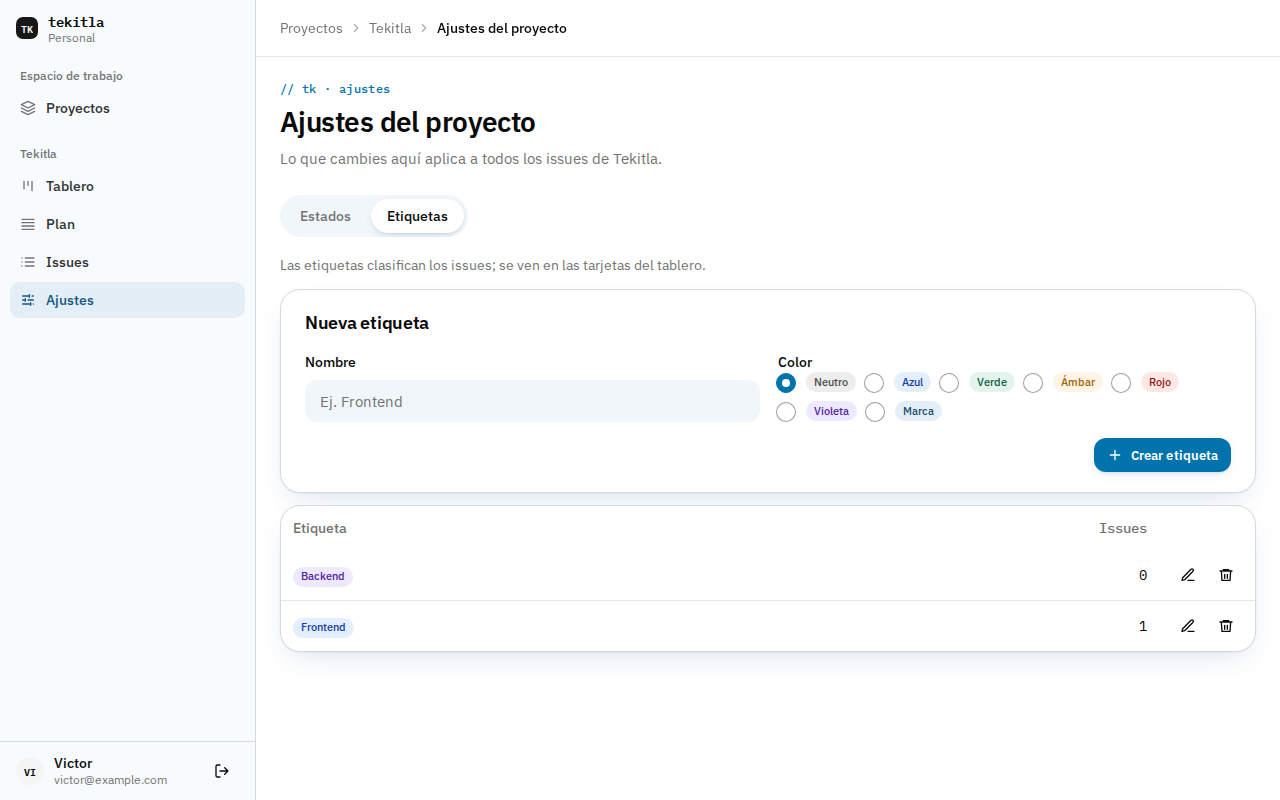 TK
tekitla
Personal
Espacio de trabajo
Proyectos
Tekitla
Tablero
Plan
Issues
Ajustes
VI
Victor
victor@example.com
Proyectos > Tekitla > Ajustes del proyecto
// tk · ajustes
Ajustes del proyecto
Lo que cambies aquí aplica a todos los issues de Tekitla.
Estados Etiquetas
Las etiquetas clasifican los issues; se ven en las tarjetas del tablero.
Nueva etiqueta
Nombre
Ej. Frontend
Color
Neutro Azul Verde Ámbar Rojo
Violeta Marca
+ Crear etiqueta
Etiqueta Issues
Backend 0
Frontend 1